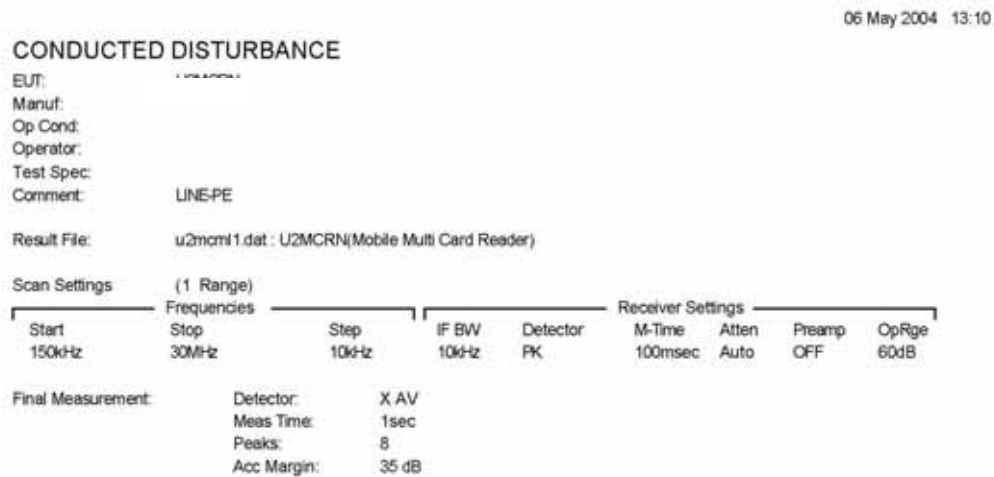 06 May 2004 13:10
CONDUCTED DISTURBANCE
EUT:
Manuf:
Op Cond:
Operator:
Test Spec:
Comment: LINE-PE
Result File: u2mcml1.dat : U2MCRN(Mobile Multi Card Reader)
Scan Settings (1 Range)
Frequencies Receiver Settings
Start Stop Step IF BW Detector M-Time Atten Preamp OpRge
150kHz 30MHz 10kHz 10kHz PK 100msec Auto OFF 60dB
Final Measurement: Detector: X AV
Meas Time: 1sec
Peaks: 8
Acc Margin: 35 dB